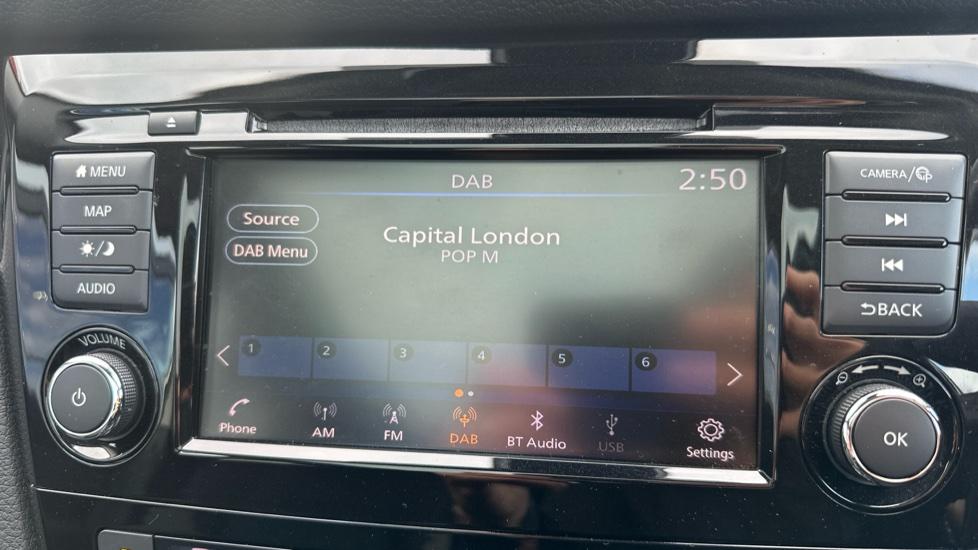 DAB
2:50
MENU
MAP
AUDIO
VOLUME
Source
DAB Menu
Capital London
POP M
1 2 3 4 5 6
Phone
AM
FM
DAB
BT Audio
USB
Settings
CAMERA/
BACK
OK